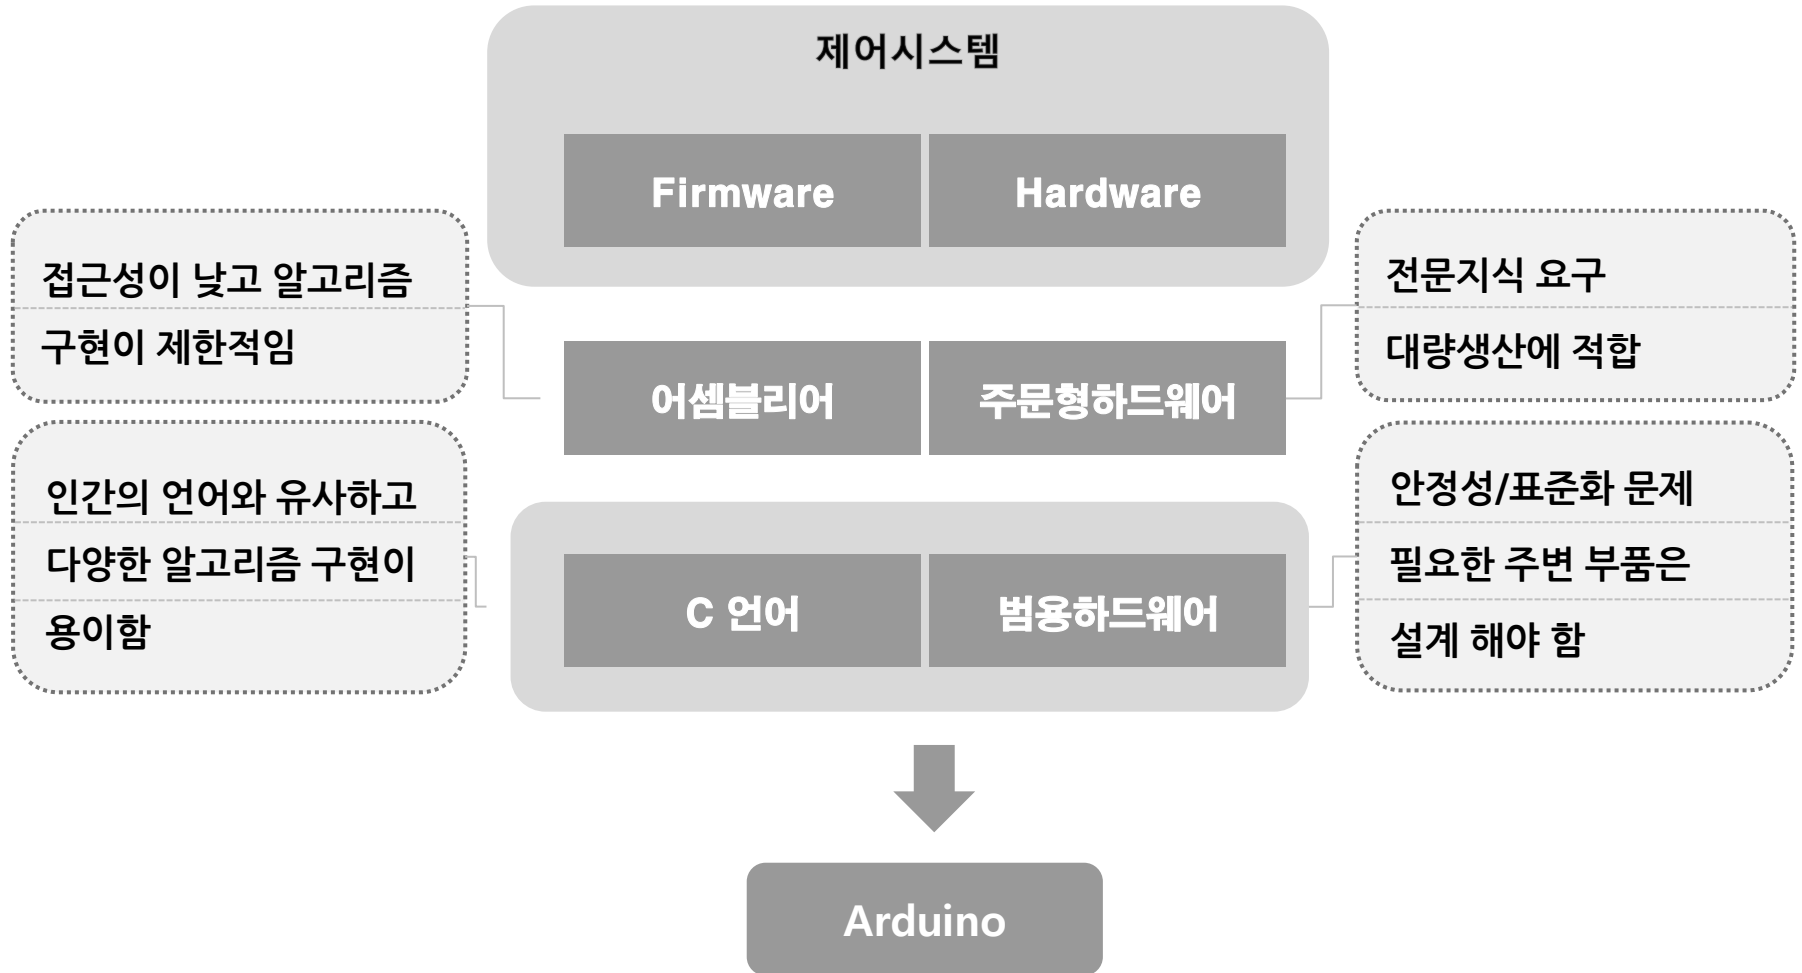 제어시스템
Firmware
Hardware
접근성이 낮고 알고리즘
구현이 제한적임
어셈블리어
주문형하드웨어
전문지식 요구
대량생산에 적합
인간의 언어와 유사하고
다양한 알고리즘 구현이
용이함
C 언어
범용하드웨어
안정성/표준화 문제
필요한 주변 부품은
설계 해야 함
Arduino